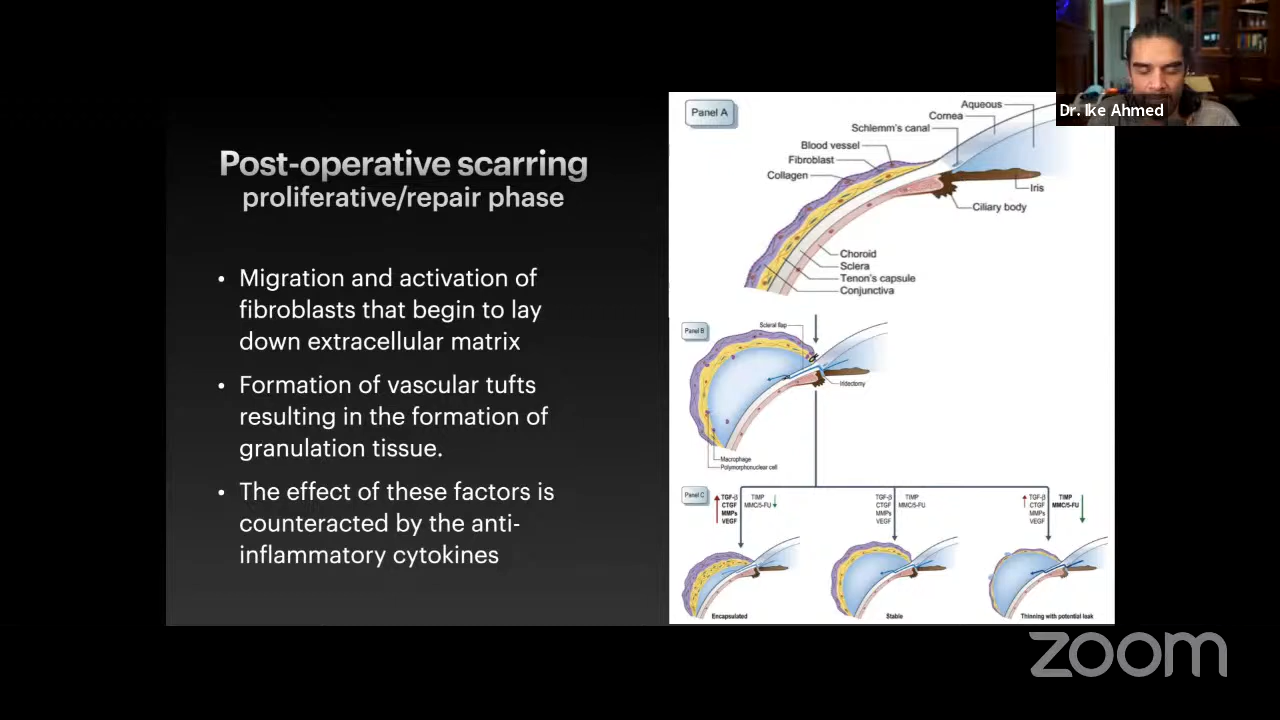 Dr. Ike Ahmed
Post-operative scarring
proliferative/repair phase
• Migration and activation of
fibroblasts that begin to lay
down extracellular matrix
• Formation of vascular tufts
resulting in the formation of
granulation tissue.
• The effect of these factors is
counteracted by the anti-
inflammatory cytokines
Panel A
Aqueous
Cornea
Schlemm's canal
Blood vessel
Fibroblast
Collagen
Iris
Ciliary body
Choroid
Sclera
Tenon's capsule
Conjunctiva
Panel B
Scleral flap
Iridectomy
Macrophage
Polymorphonuclear cell
Panel C
TGF-β TIMP
CTGF MMC/5-FU
MMPs
VEGF
TGF-β TIMP
CTGF MMC/5-FU
MMPs
VEGF
TGF-β TIMP
CTGF MMC/5-FU
MMPs
VEGF
Encapsulated
Stable
Thinning with potential leak
zoom